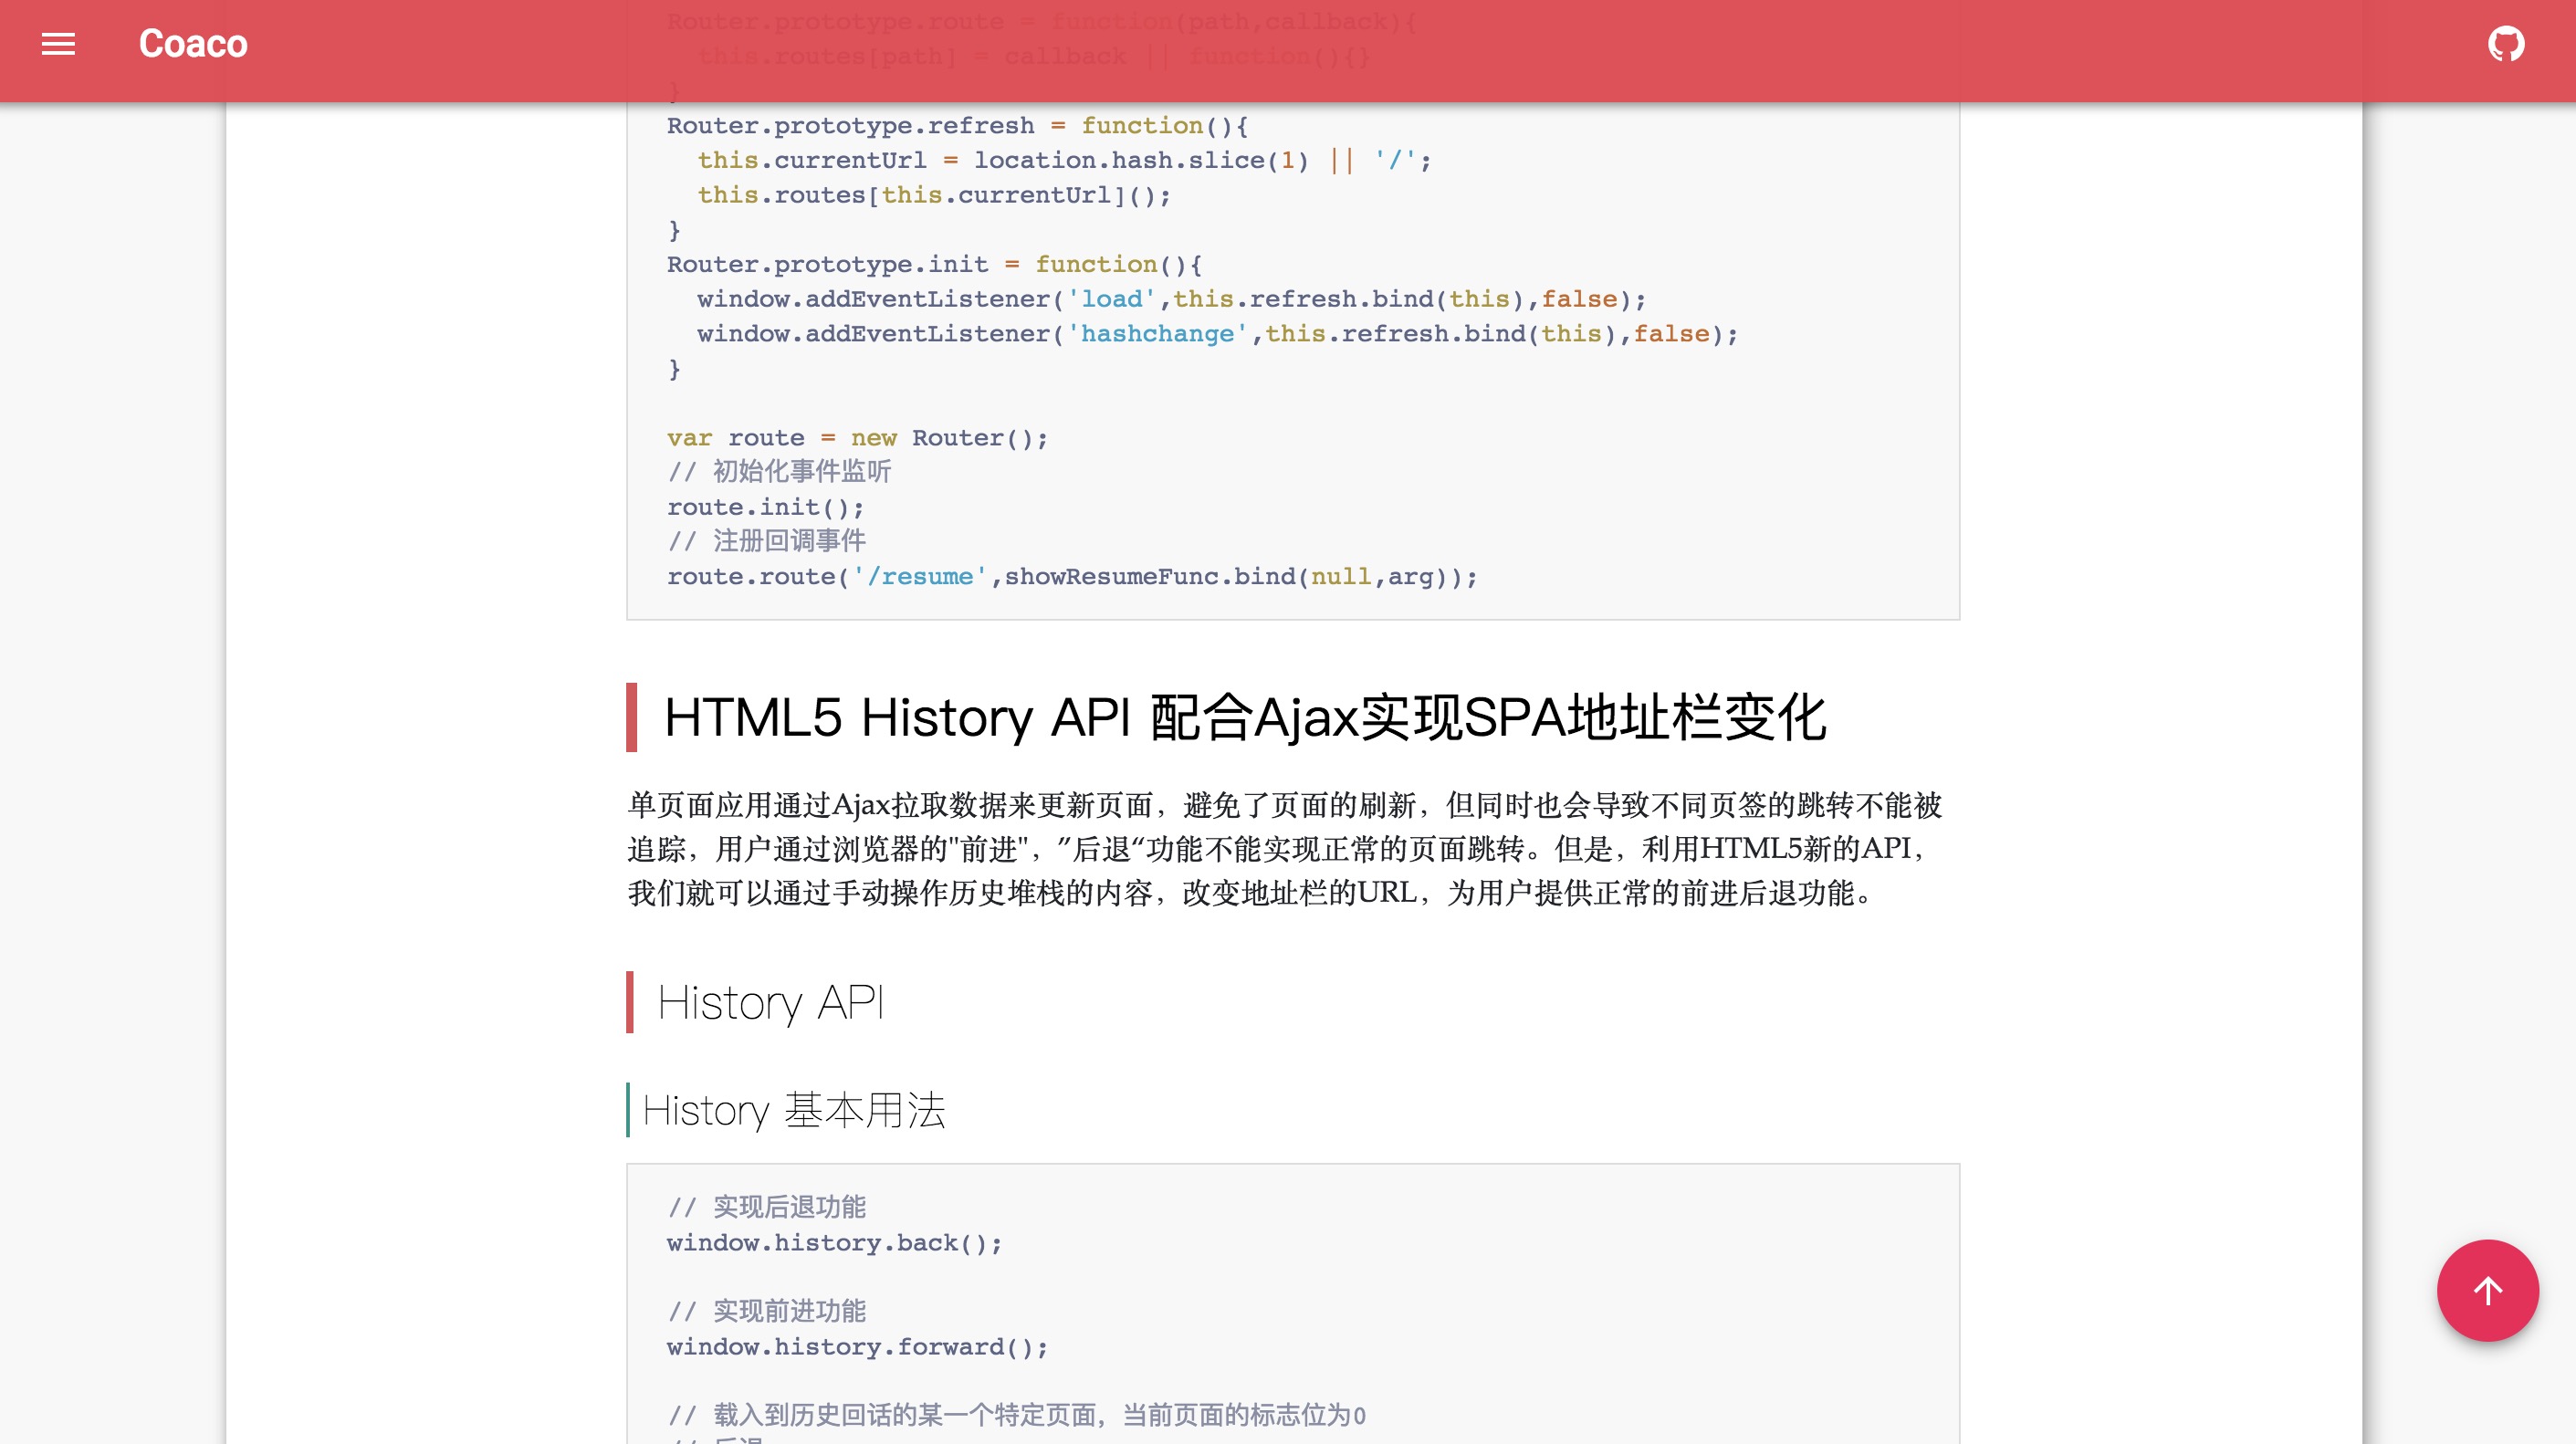 Coaco
Router.prototype.route = function(path,callback){
this.routes[path] = callback || function(){}
}
Router.prototype.refresh = function(){
this.currentUrl = location.hash.slice(1) || '/';
this.routes[this.currentUrl]();
}
Router.prototype.init = function(){
window.addEventListener('load',this.refresh.bind(this),false);
window.addEventListener('hashchange',this.refresh.bind(this),false);
}
var route = new Router();
// 初始化事件监听
route.init();
// 注册回调事件
route.route('/resume',showResumeFunc.bind(null,arg));
HTML5 History API 配合Ajax实现SPA地址栏变化
单页面应用通过Ajax拉取数据来更新页面，避免了页面的刷新，但同时也会导致不同页签的跳转不能被
追踪，用户通过浏览器的"前进"，”后退“功能不能实现正常的页面跳转。但是，利用HTML5新的API，
我们就可以通过手动操作历史堆栈的内容，改变地址栏的URL，为用户提供正常的前进后退功能。
History API
History 基本用法
// 实现后退功能
window.history.back();
// 实现前进功能
window.history.forward();
// 载入到历史回话的某一个特定页面，当前页面的标志位为0